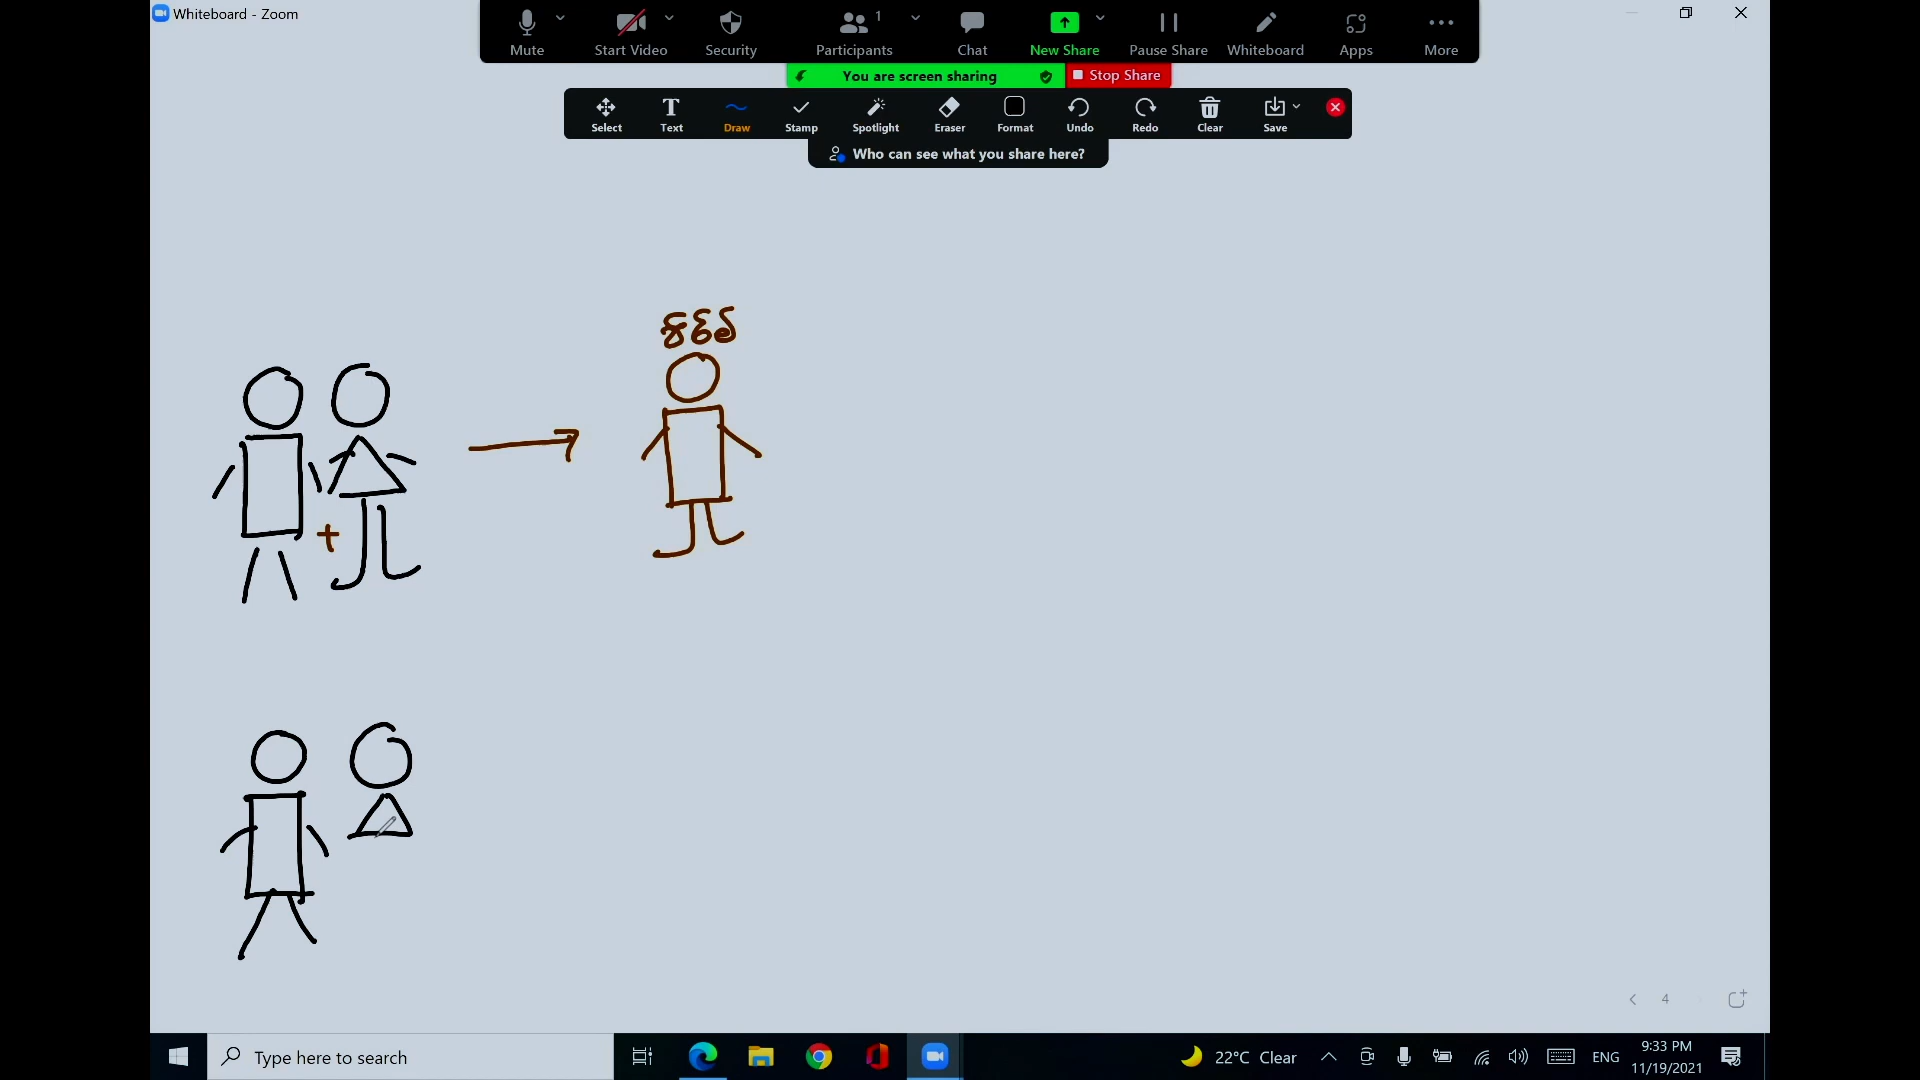 Whiteboard - Zoom
Mute Start Video Security Participants 1 Chat New Share Pause Share Whiteboard Apps More
You are screen sharing Stop Share
Select Text Draw Stamp Spotlight Eraser Format Undo Redo Clear Save
Who can see what you share here?
+
4
Type here to search
22°C Clear
ENG
9:33 PM
11/19/2021